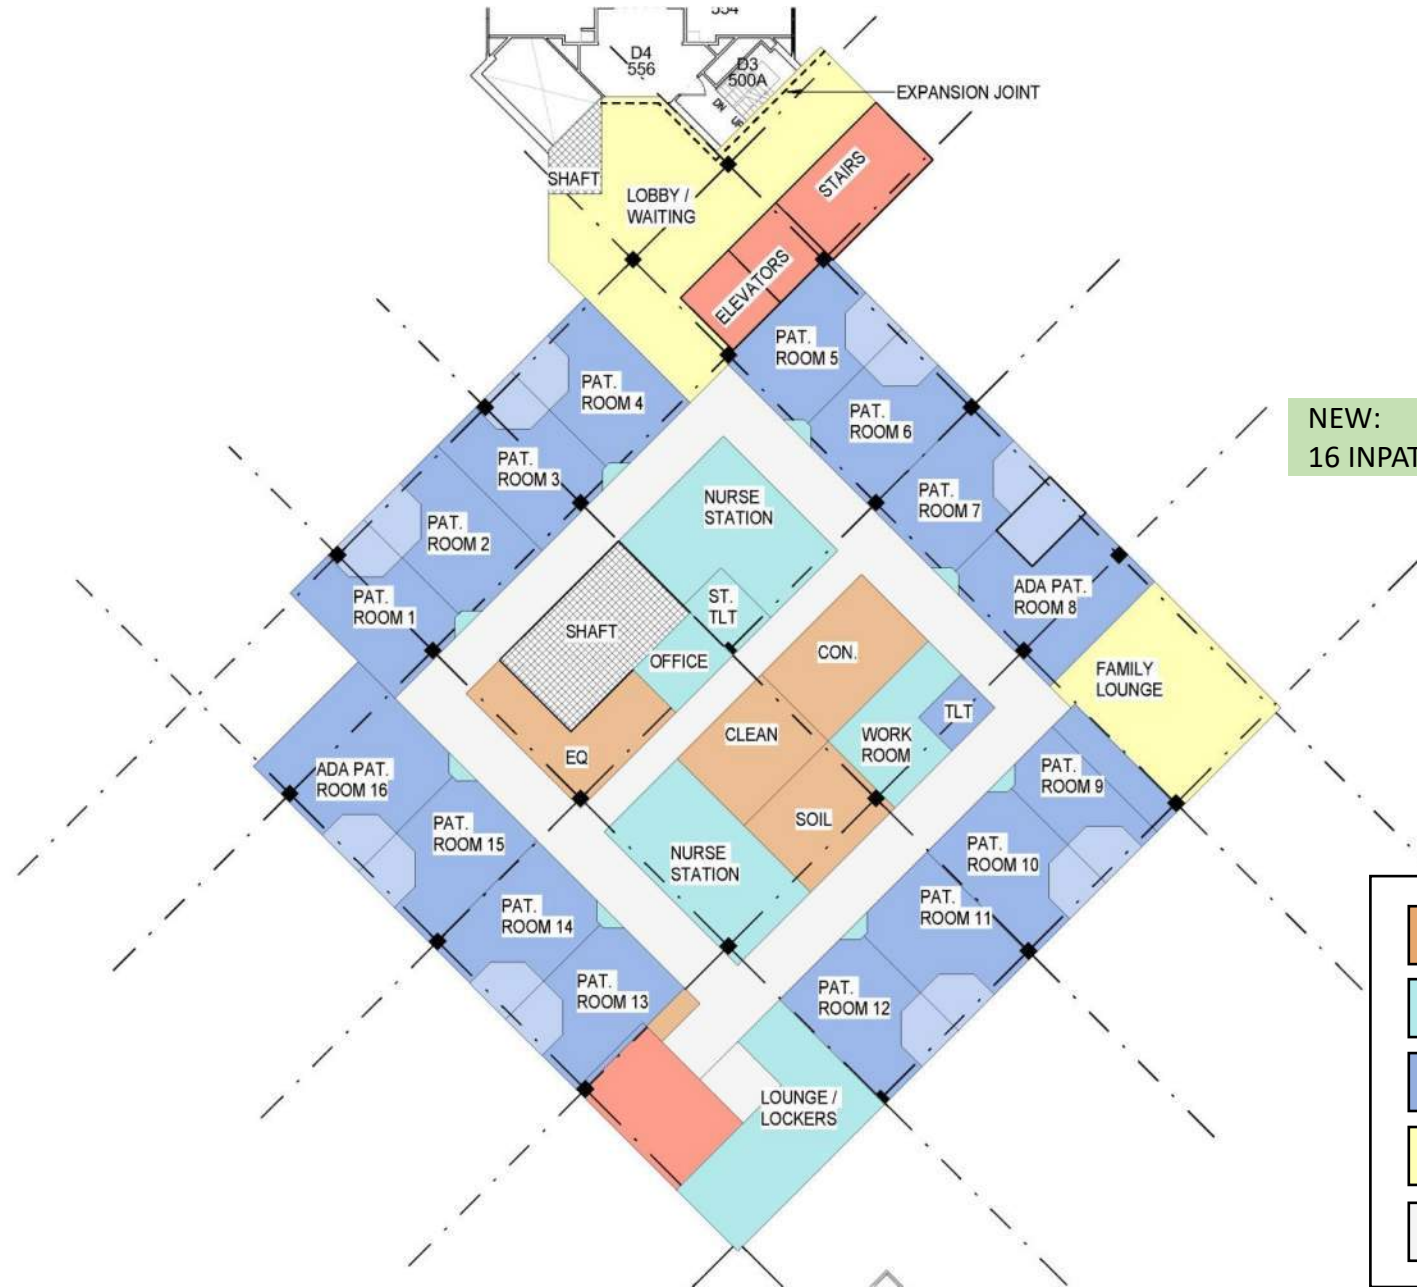 554
D4
556
D3
500A
DN
UP
EXPANSION JOINT
SHAFT
LOBBY /
WAITING
STAIRS
ELEVATORS
PAT.
ROOM 5
PAT.
ROOM 4
PAT.
ROOM 6
NEW:
16 INPAT
PAT.
ROOM 3
PAT.
ROOM 7
NURSE
STATION
PAT.
ROOM 2
ADA PAT.
ROOM 8
PAT.
ROOM 1
ST.
TLT
SHAFT
CON.
OFFICE
FAMILY
LOUNGE
TLT
CLEAN
WORK
ROOM
EQ
ADA PAT.
ROOM 16
PAT.
ROOM 9
SOIL
PAT.
ROOM 15
PAT.
ROOM 10
NURSE
STATION
PAT.
ROOM 11
PAT.
ROOM 14
PAT.
ROOM 13
PAT.
ROOM 12
LOUNGE /
LOCKERS